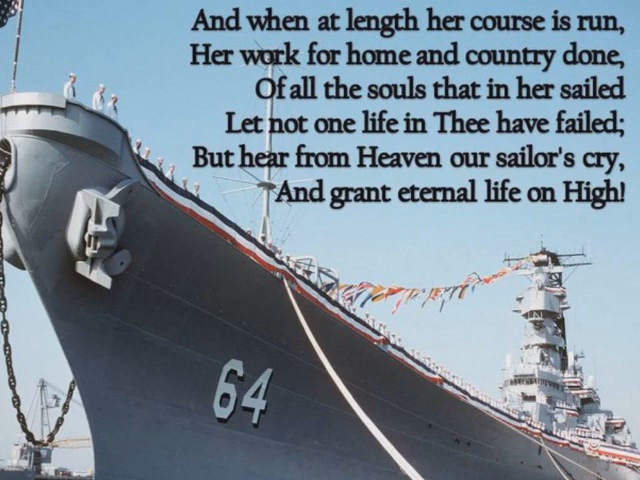 And when at length her course is run,
Her work for home and country done,
Of all the souls that in her sailed
Let not one life in Thee have failed;
But hear from Heaven our sailor's cry,
And grant eternal life on High!
64